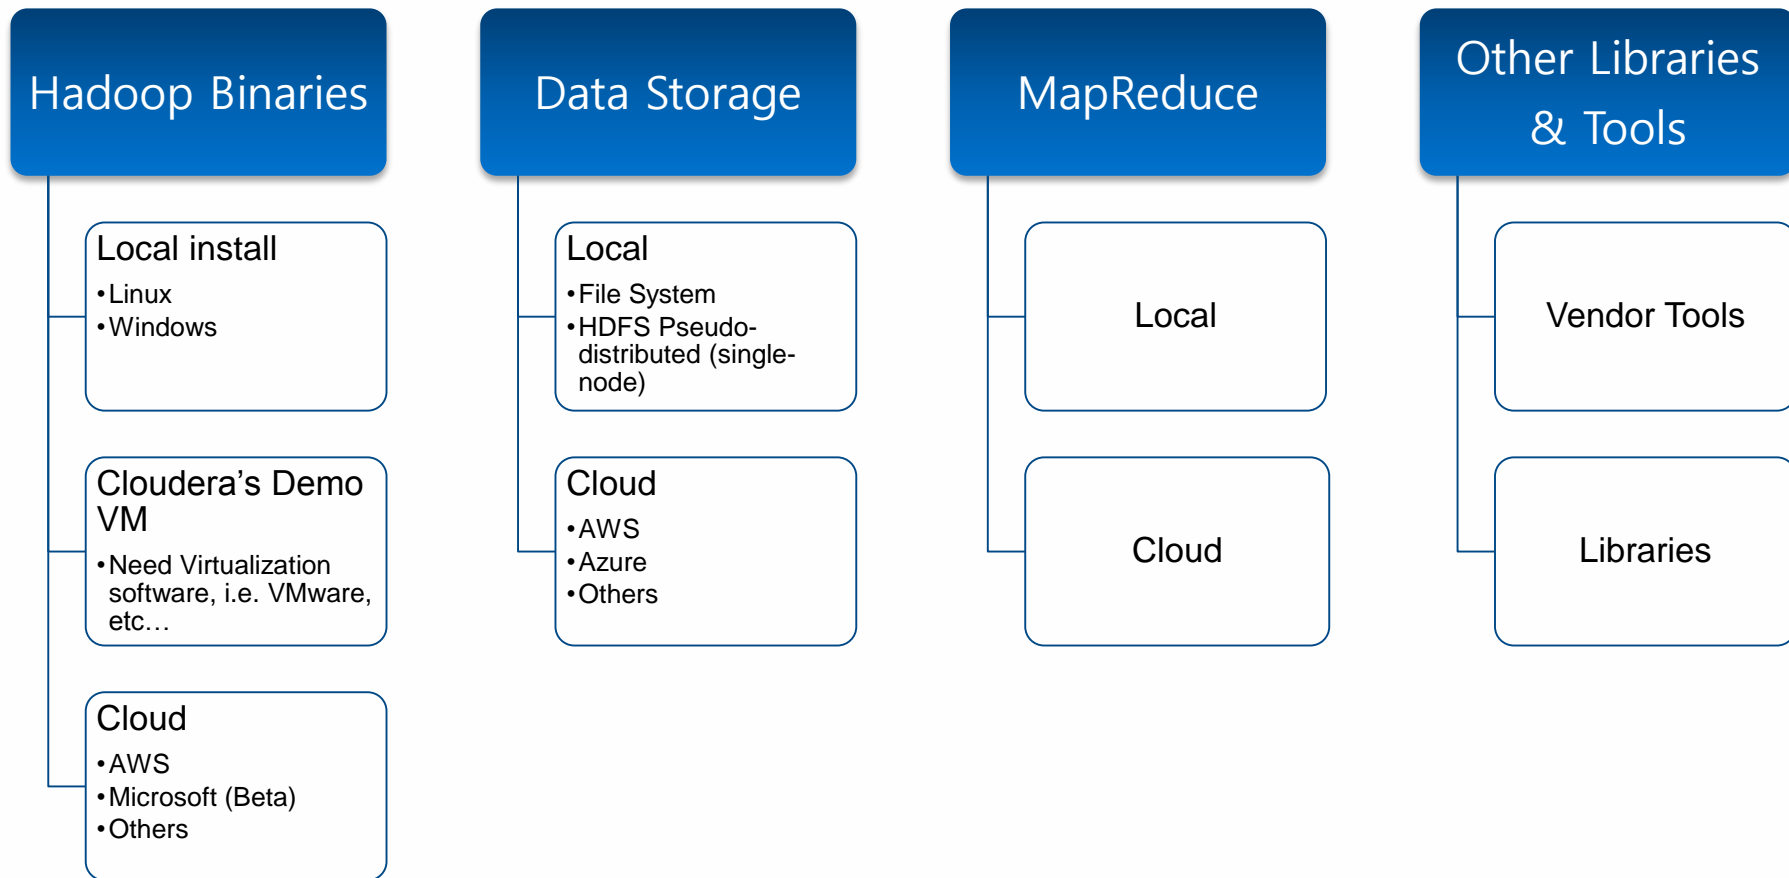 Hadoop Binaries
Local install
•Linux
•Windows
Cloudera’s Demo
VM
•Need Virtualization
software, i.e. VMware,
etc…
Cloud
•AWS
•Microsoft (Beta)
•Others
Data Storage
Local
•File System
•HDFS Pseudo-
distributed (single-
node)
Cloud
•AWS
•Azure
•Others
MapReduce
Local
Cloud
Other Libraries
& Tools
Vendor Tools
Libraries